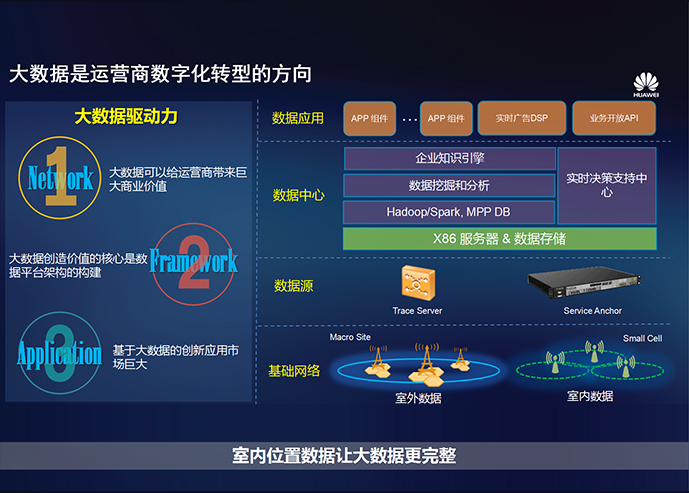 大数据是运营商数字化转型的方向
HUAWEI
大数据驱动力
1
Network
大数据可以给运营商带来巨
大商业价值
大数据创造价值的核心是数
据平台架构的构建
2
Framework
3
Application
基于大数据的创新应用市
场巨大
数据应用
APP 组件
···
APP 组件
实时广告DSP
业务开放API
数据中心
企业知识引擎
数据挖掘和分析
Hadoop/Spark, MPP DB
实时决策支持中
心
X86 服务器 & 数据存储
数据源
Trace Server
Service Anchor
基础网络
Macro Site
室外数据
Small Cell
室内数据
室内位置数据让大数据更完整